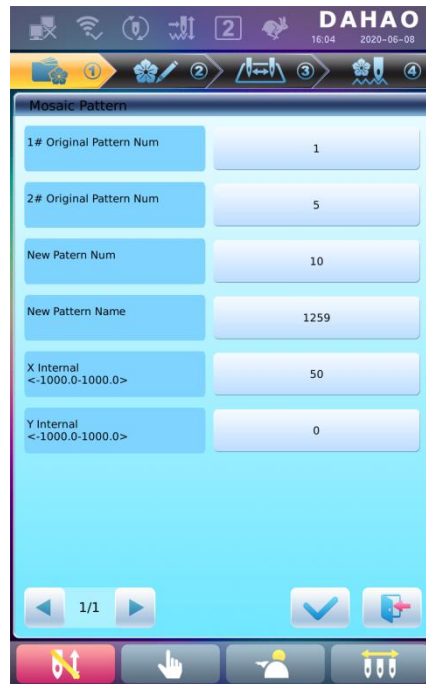 2
DAHAO
16:04 2020-06-08
1 2 3 4
Mosaic Pattern
1# Original Pattern Num
1
2# Original Pattern Num
5
New Patern Num
10
New Pattern Name
1259
X Internal
<-1000.0-1000.0>
50
Y Internal
<-1000.0-1000.0>
0
1/1